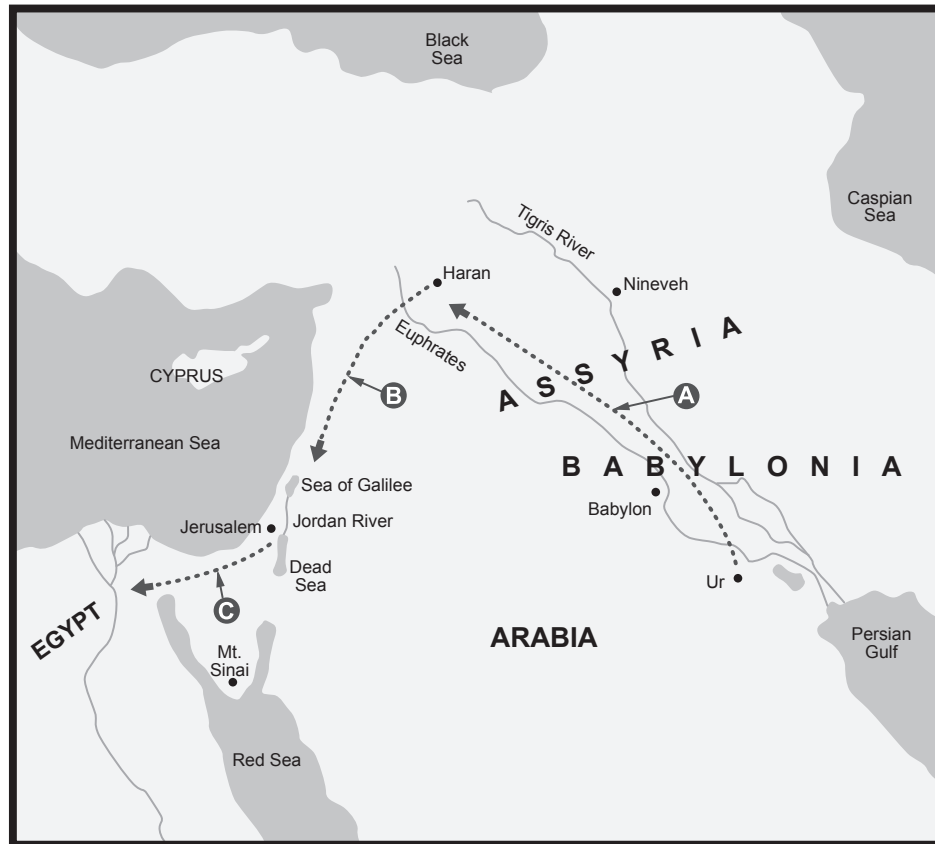 Black
Sea
Caspian
Sea
Tigris River
Haran
Nineveh
Euphrates
ASSYRIA
CYPRUS
B
A
Mediterranean Sea
BABYLONIA
Sea of Galilee
Babylon
Jerusalem
Jordan River
Dead
Sea
Ur
C
EGYPT
ARABIA
Persian
Gulf
Mt.
Sinai
Red Sea